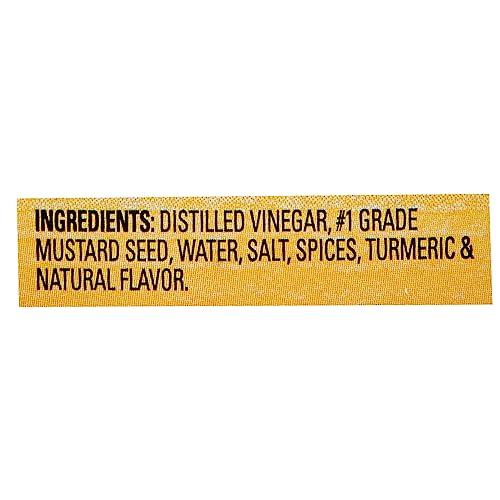 INGREDIENTS: DISTILLED VINEGAR, #1 GRADE
MUSTARD SEED, WATER, SALT, SPICES, TURMERIC &
NATURAL FLAVOR.